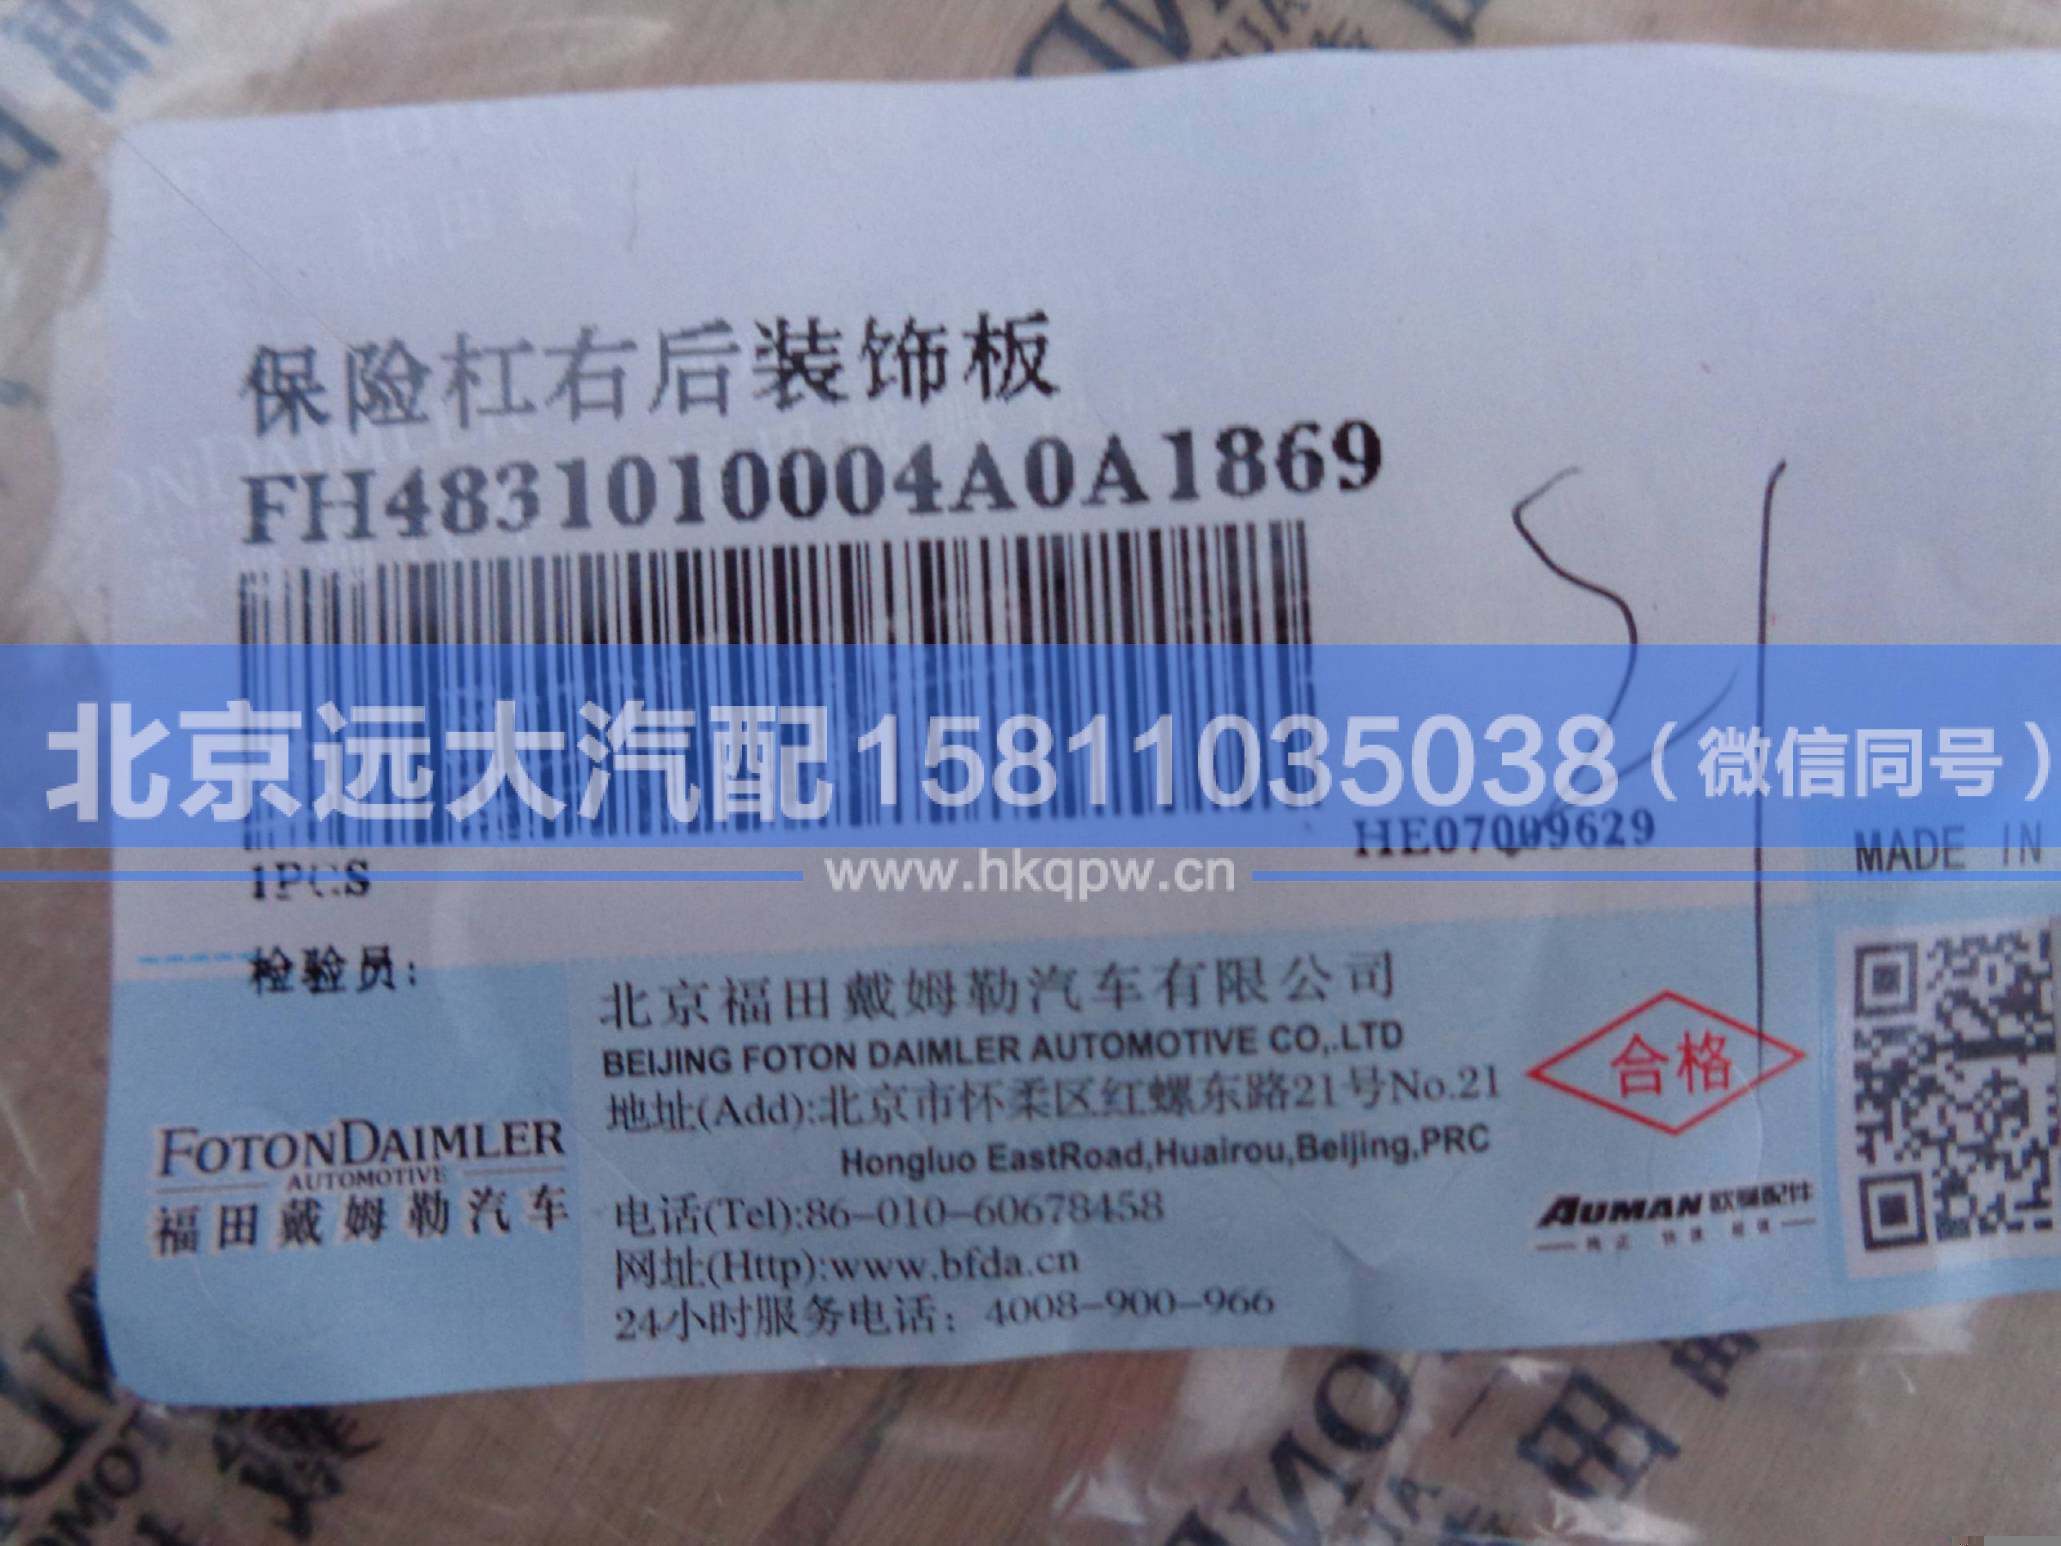 保险杠右后装饰板
FH4831010004A0A1869
北京远大汽配15811035038（微信同号）
HE07009629
MADE IN
1PCS
www.hkqpw.cn
检验员:
北京福田戴姆勒汽车有限公司
BEIJING FOTON DAIMLER AUTOMOTIVE CO,.LTD
地址(Add):北京市怀柔区红螺东路21号No.21
Hongluo EastRoad,Huairou,Beijing,PRC
电话(Tel):86-010-60678458
网址(Http):www.bfda.cn
24小时服务电话：4008-900-966
FOTONDAIMLER
AUTOMOTIVE
福田戴姆勒汽车
合格
AUMAN欧曼配件